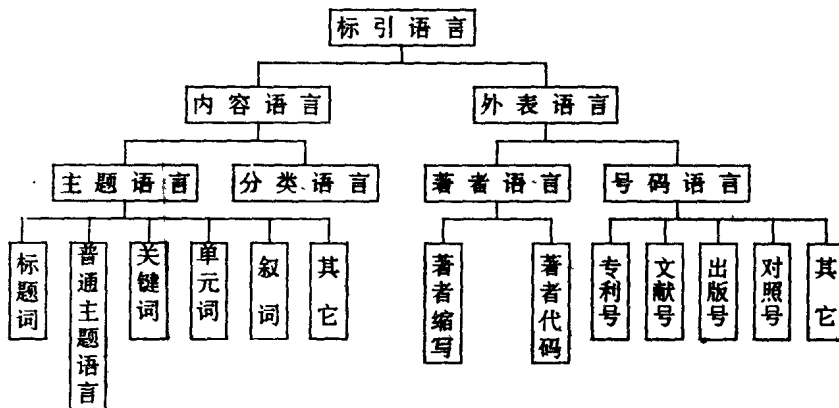 标引语言
内容语言
外表语言
主题语言
分类语言
著者语言
号码语言
标题词
普通主题语言
关键词
单元词
叙词
其它
著者缩写
著者代码
专利号
文献号
出版号
对照号
其它